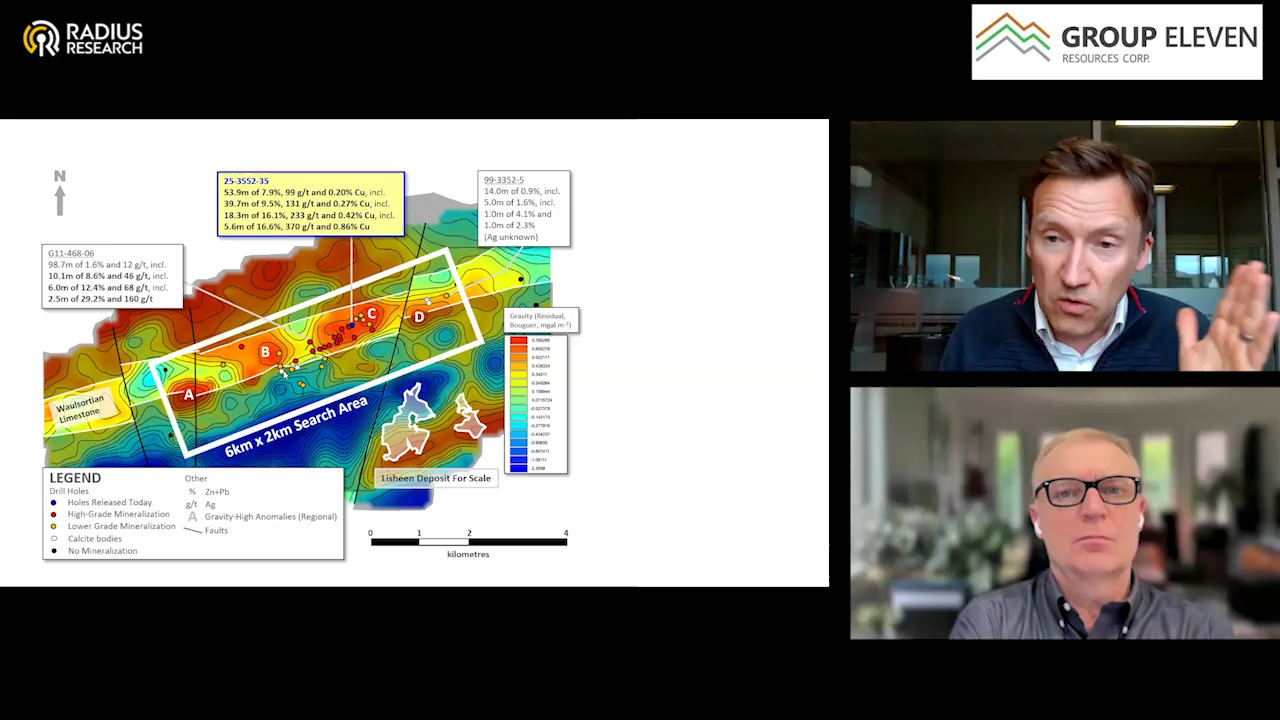 RADIUS
RESEARCH
GROUP ELEVEN
RESOURCES CORP.
N
25-3552-35
53.9m of 7.9%, 99 g/t and 0.20% Cu, incl.
39.7m of 9.5%, 131 g/t and 0.27% Cu, incl.
18.3m of 16.1%, 233 g/t and 0.42% Cu, incl.
5.6m of 16.6%, 370 g/t and 0.86% Cu
99-3352-5
14.0m of 0.9%, incl.
5.0m of 1.6%, incl.
1.0m of 4.1% and
1.0m of 2.3%
(Ag unknown)
G11-468-06
98.7m of 1.6% and 12 g/t, incl.
10.1m of 8.6% and 46 g/t, incl.
6.0m of 12.4% and 68 g/t, incl.
2.5m of 29.2% and 160 g/t
A
B
C
D
Waulsortian
Limestone
6km x 2km Search Area
Gravity (Residual,
Bouguer, mgal m⁻¹)
Lisheen Deposit For Scale
LEGEND
Drill Holes
Holes Released Today
High-Grade Mineralization
Lower Grade Mineralization
Calcite bodies
No Mineralization
Other
% Zn+Pb
g/t Ag
A Gravity-High Anomalies (Regional)
Faults
0 1 2 4
kilometres